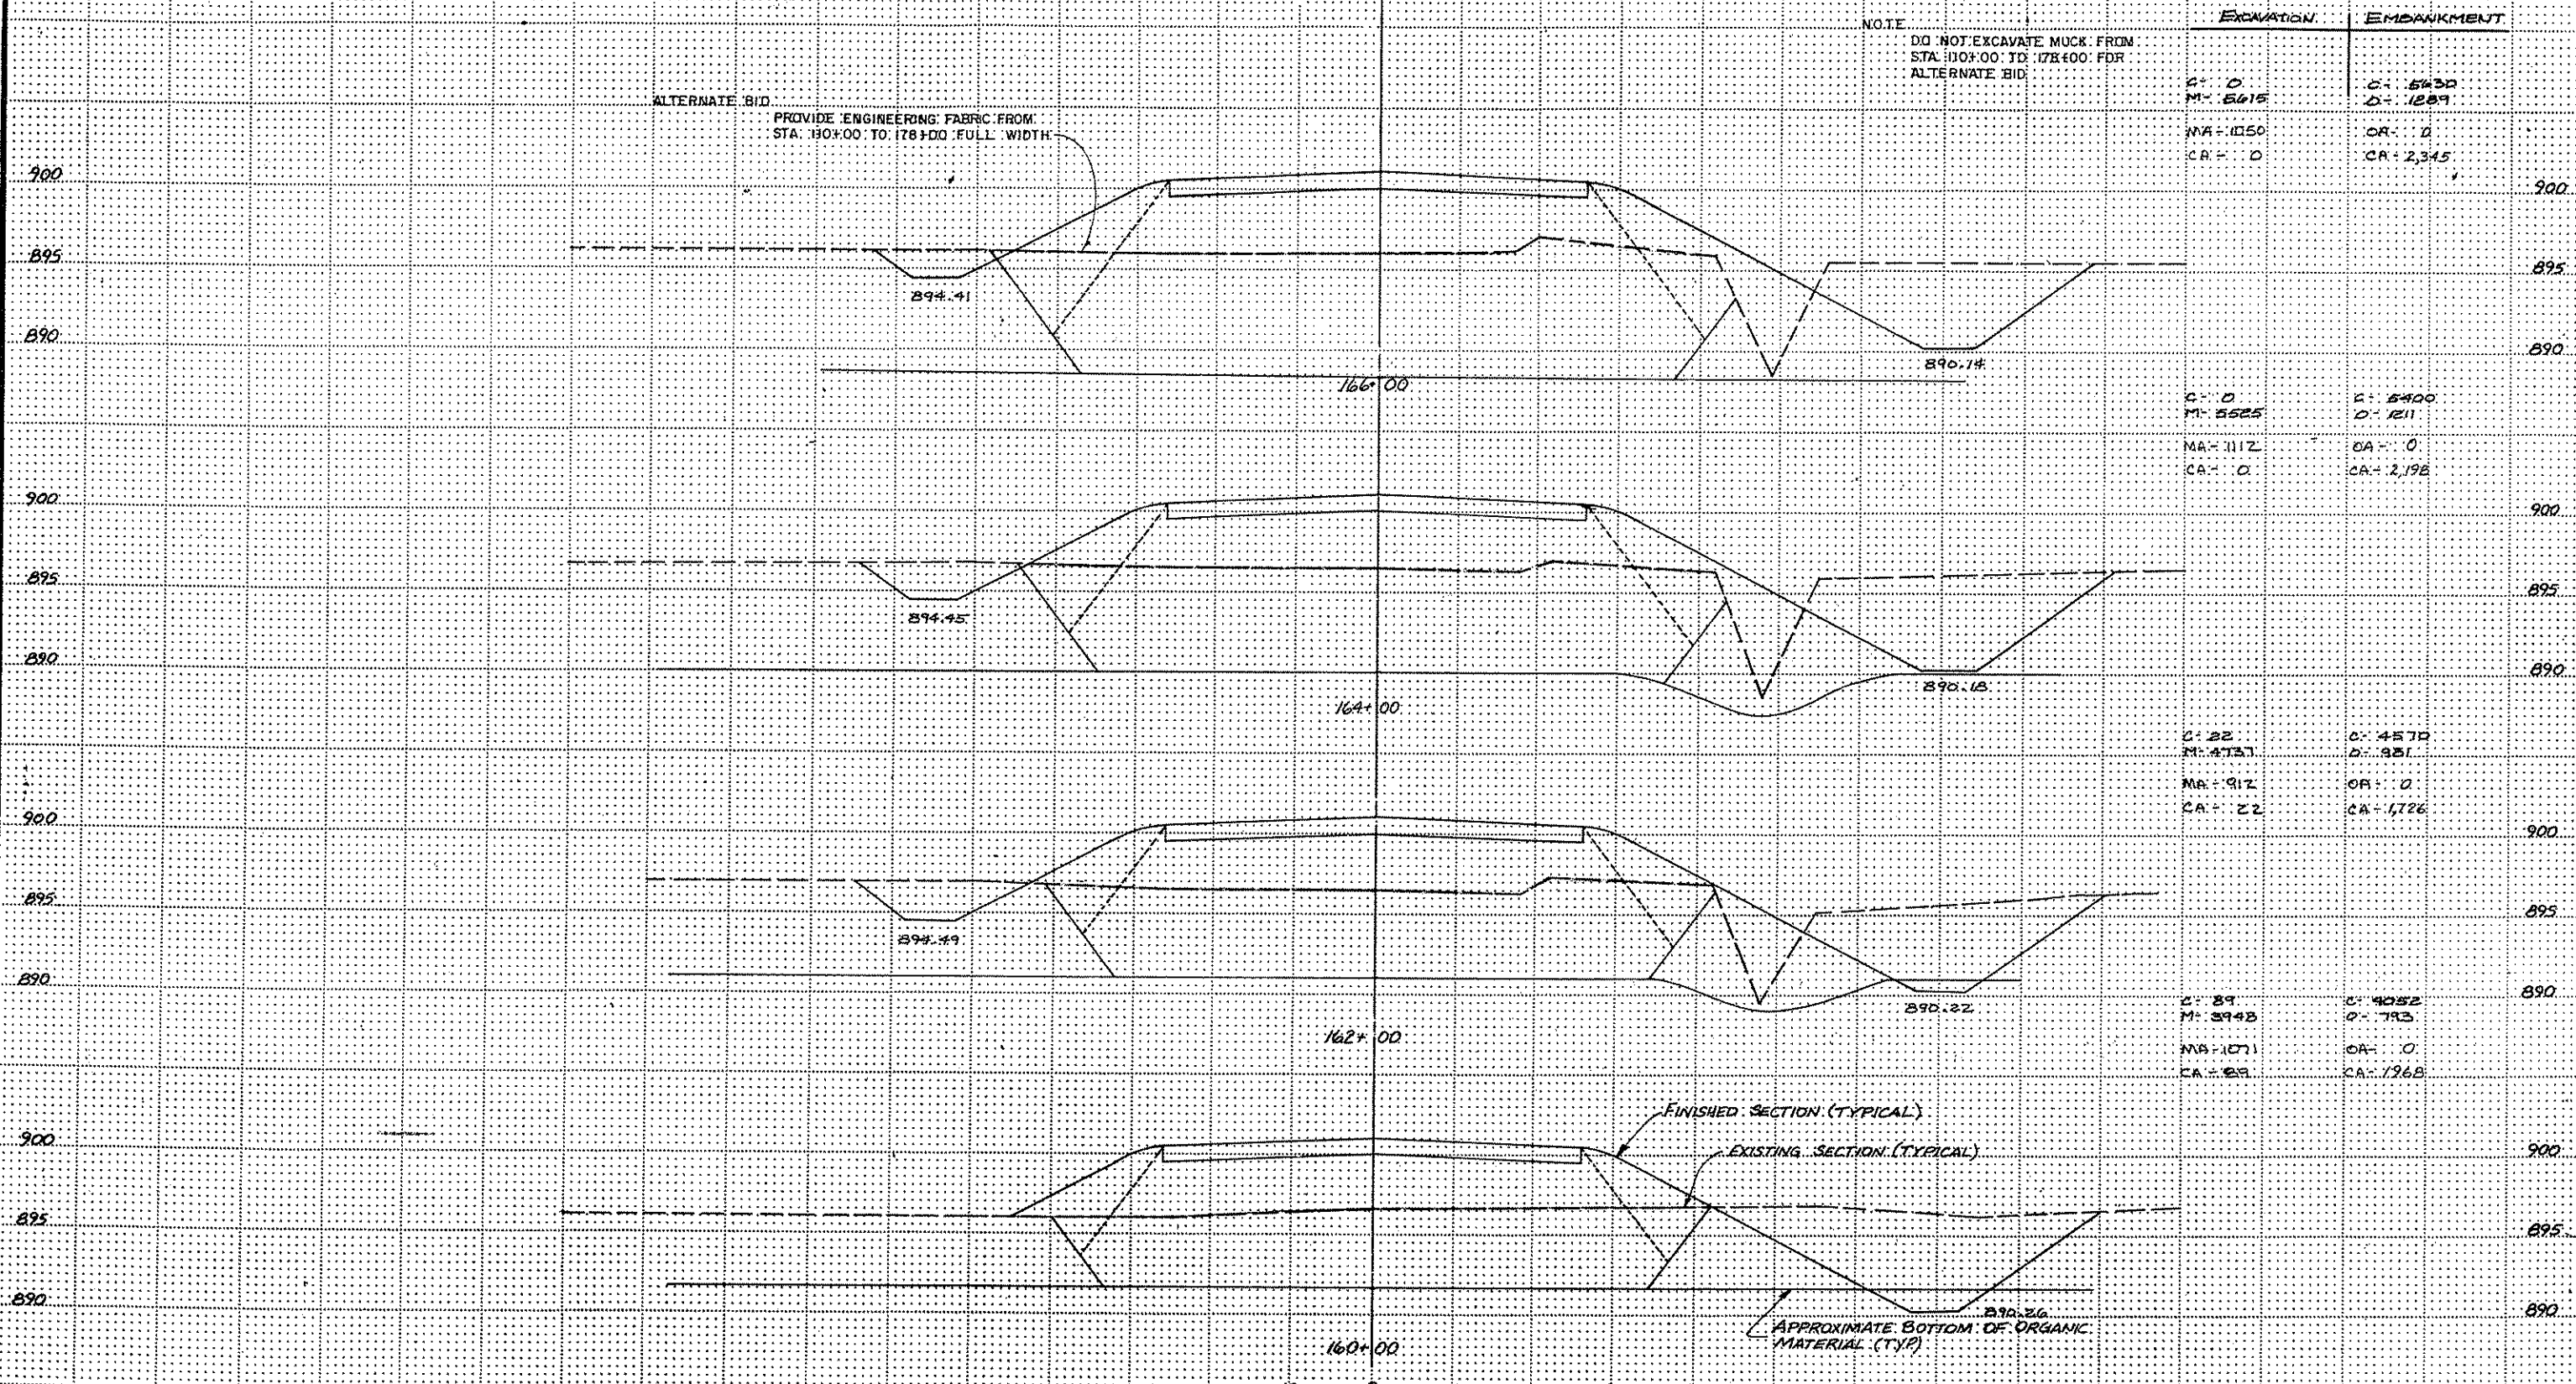 EXCAVATION EMBANKMENT
NOTE
DO NOT EXCAVATE MUCK FROM
STA. 110+00 TO 178+00 FOR
ALTERNATE BID
C- 0 C- 5630
M- 5615 O- 1289
MA- 1050 OA- 0
CA- 0 CA- 2,345
ALTERNATE BID
PROVIDE ENGINEERING FABRIC FROM
STA. 110+00 TO 178+00 FULL WIDTH
900 900
895 895
894.41
890 890
890.14
166+00
C- 0 C- 5400
M- 5525 O- 1211
MA- 1112 OA- 0
CA- 0 CA- 2,198
900 900
895 895
894.45
890 890
890.18
164+00
C- 22 C- 4570
M- 4737 O- 981
MA- 912 OA- 0
CA- 22 CA- 1,726
900 900
895 895
894.49
890 890
890.22
162+00
C- 89 C- 4052
M- 3948 O- 793
MA- 1071 OA- 0
CA- 89 CA- 1968
FINISHED SECTION (TYPICAL)
900 900
EXISTING SECTION (TYPICAL)
895 895
890 890
890.26
APPROXIMATE BOTTOM OF ORGANIC
MATERIAL (TYP)
160+00